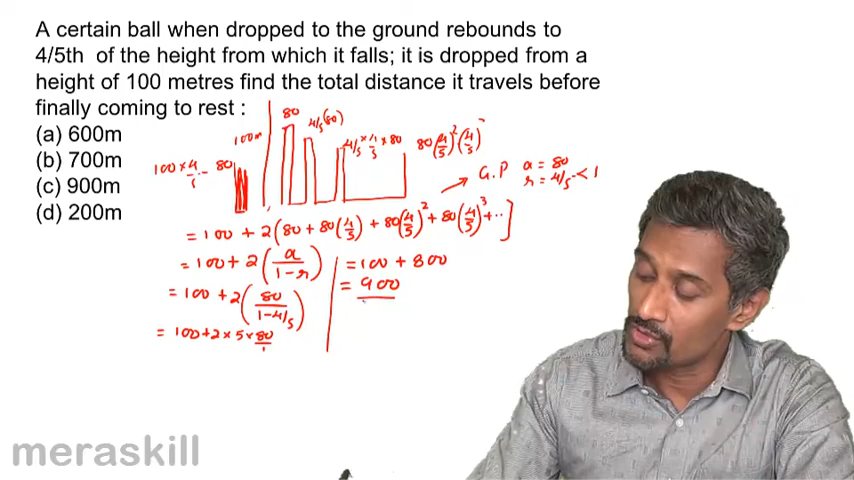 A certain ball when dropped to the ground rebounds to
4/5th of the height from which it falls; it is dropped from a
height of 100 metres find the total distance it travels before
finally coming to rest :
(a) 600m
(b) 700m
(c) 900m
(d) 200m
100m
80
4/5(80)
4/5 × 4/5 × 80
80(4/5)²(4/5)
100 × 4/5 - 80
G.P a = 80
r = 4/5 < 1
= 100 + 2(80 + 80(4/5) + 80(4/5)² + 80(4/5)³ + ..]
= 100 + 2(a/1-r)
= 100 + 2(80/1-4/5)
= 100 + 2 × 5 × 80/1
= 100 + 800
= 900
meraskill